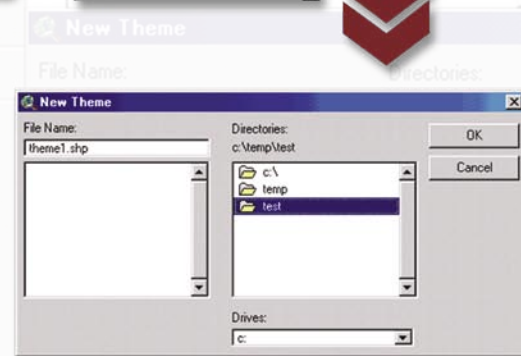 New Theme
File Name:
Directories:
New Theme
File Name:
theme1.shp
Directories:
c:\temp\test
c:\
temp
test
Drives:
c:
OK
Cancel